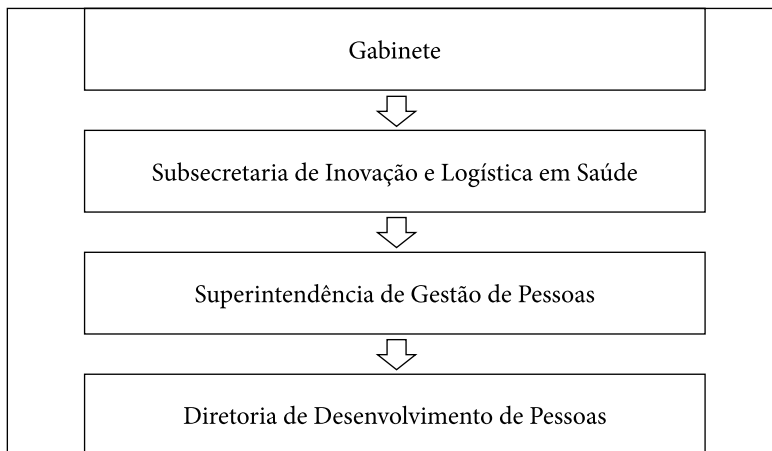 Gabinete
Subsecretaria de Inovação e Logística em Saúde
Superintendência de Gestão de Pessoas
Diretoria de Desenvolvimento de Pessoas